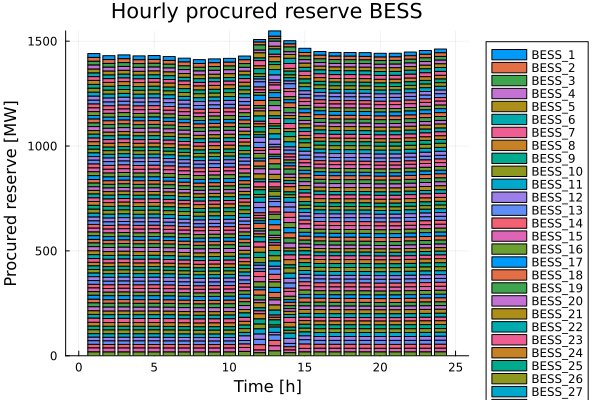 Hourly procured reserve BESS
Procured reserve [MW]
1500
1000
500
0
0 5 10 15 20 25
Time [h]
BESS_1
BESS_2
BESS_3
BESS_4
BESS_5
BESS_6
BESS_7
BESS_8
BESS_9
BESS_10
BESS_11
BESS_12
BESS_13
BESS_14
BESS_15
BESS_16
BESS_17
BESS_18
BESS_19
BESS_20
BESS_21
BESS_22
BESS_23
BESS_24
BESS_25
BESS_26
BESS_27